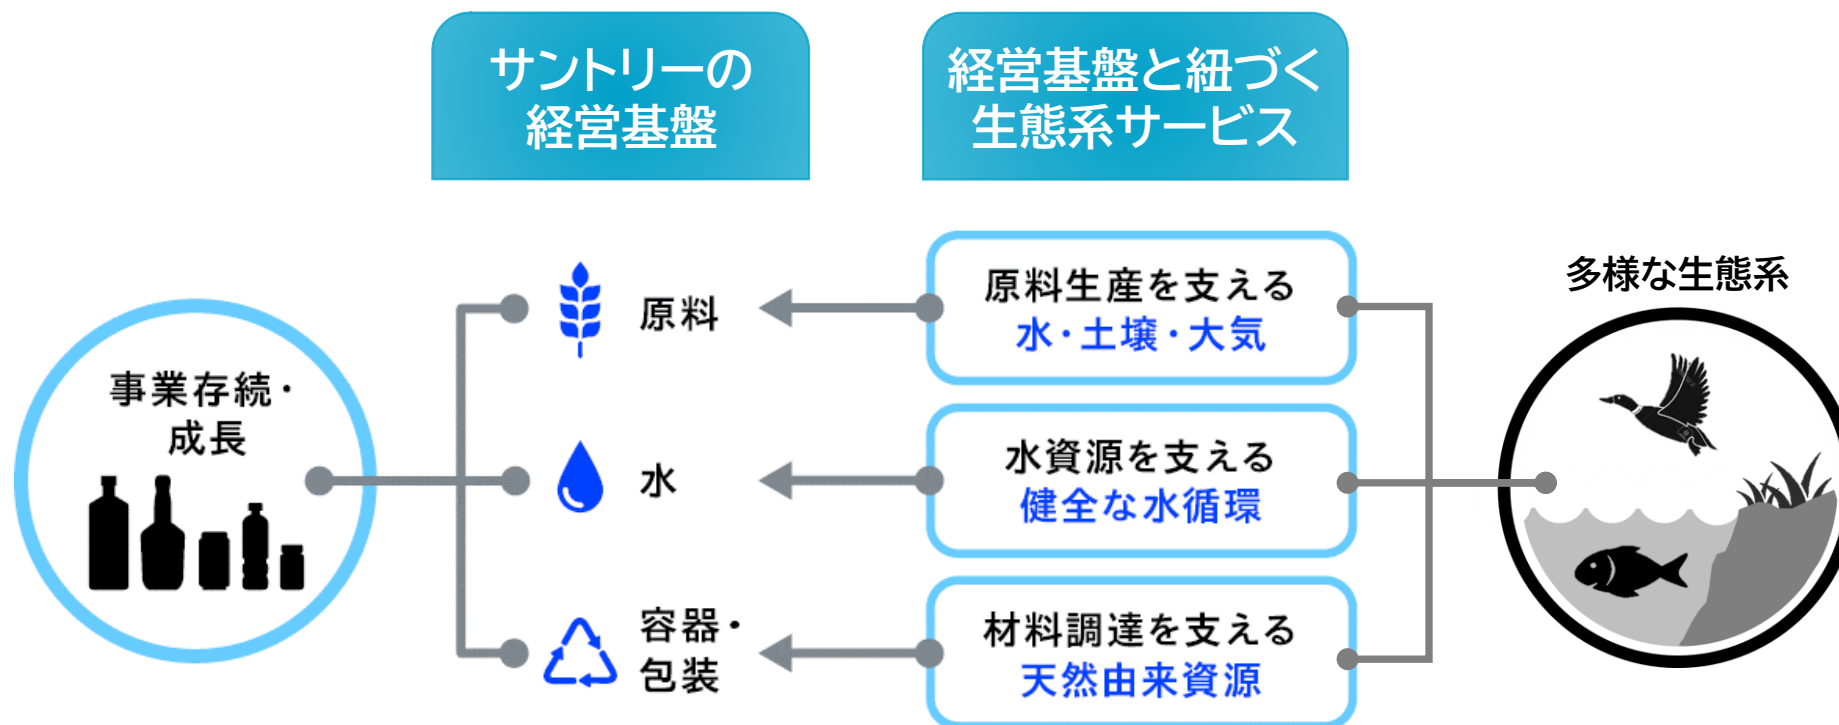 サントリーの
経営基盤
経営基盤と紐づく
生態系サービス
事業存続・
成長
原料
水
容器・
包装
原料生産を支える
水・土壌・大気
水資源を支える
健全な水循環
材料調達を支える
天然由来資源
多様な生態系